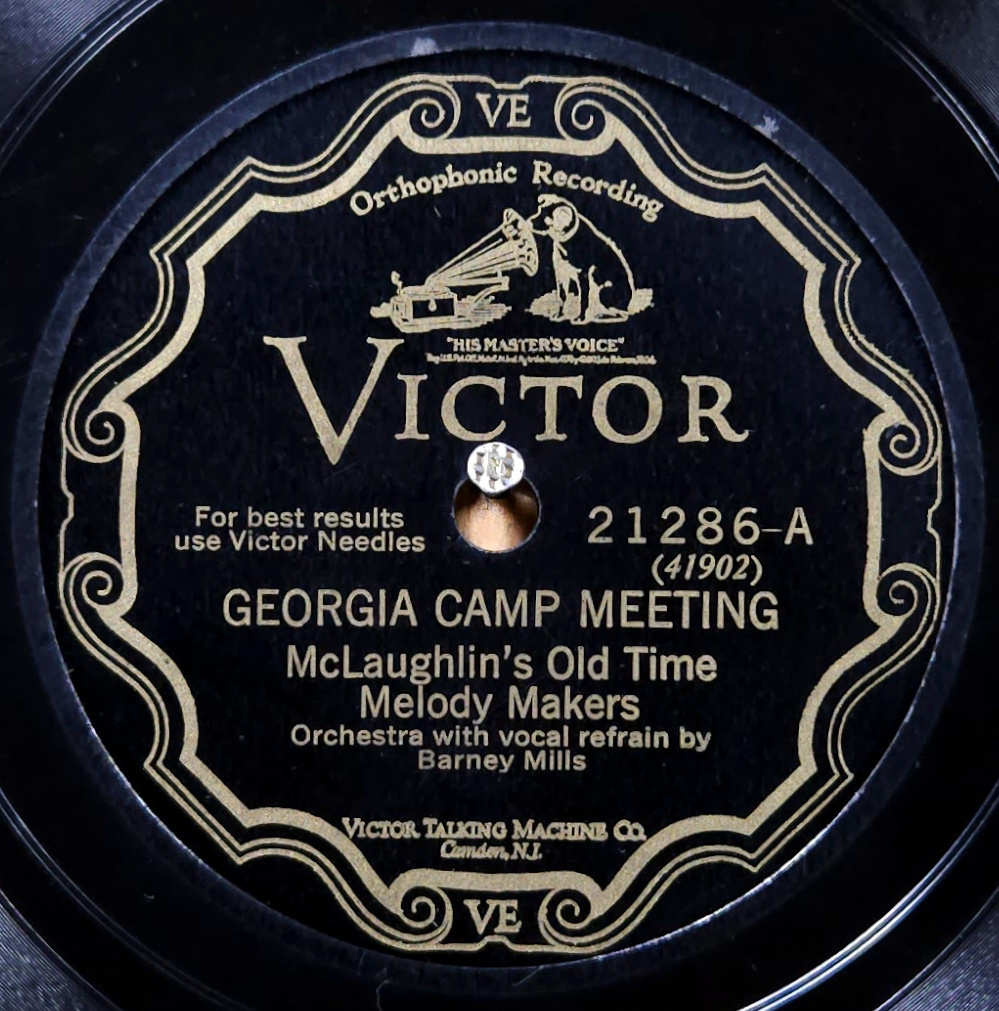 VE
Orthophonic Recording
"HIS MASTER'S VOICE"
VICTOR
For best results
use Victor Needles
21286-A
(41902)
GEORGIA CAMP MEETING
McLaughlin's Old Time
Melody Makers
Orchestra with vocal refrain by
Barney Mills
VICTOR TALKING MACHINE CO.
Camden, N.J.
VE